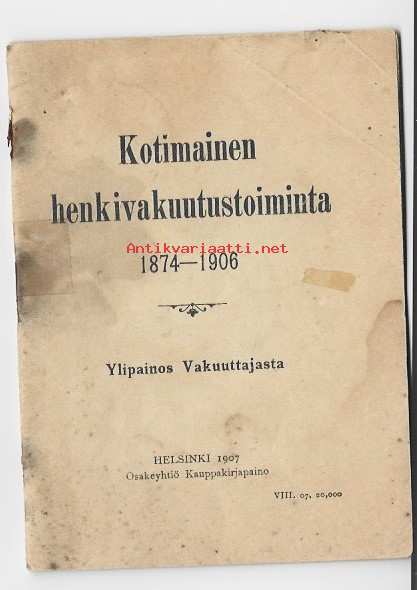 Kotimainen
henkivakuutustoiminta
Antikvariaatti.net
1874—1906
Ylipainos Vakuuttajasta
HELSINKI 1907
Osakeyhtiö Kauppakirjapaino
VIII. 07, 20,000